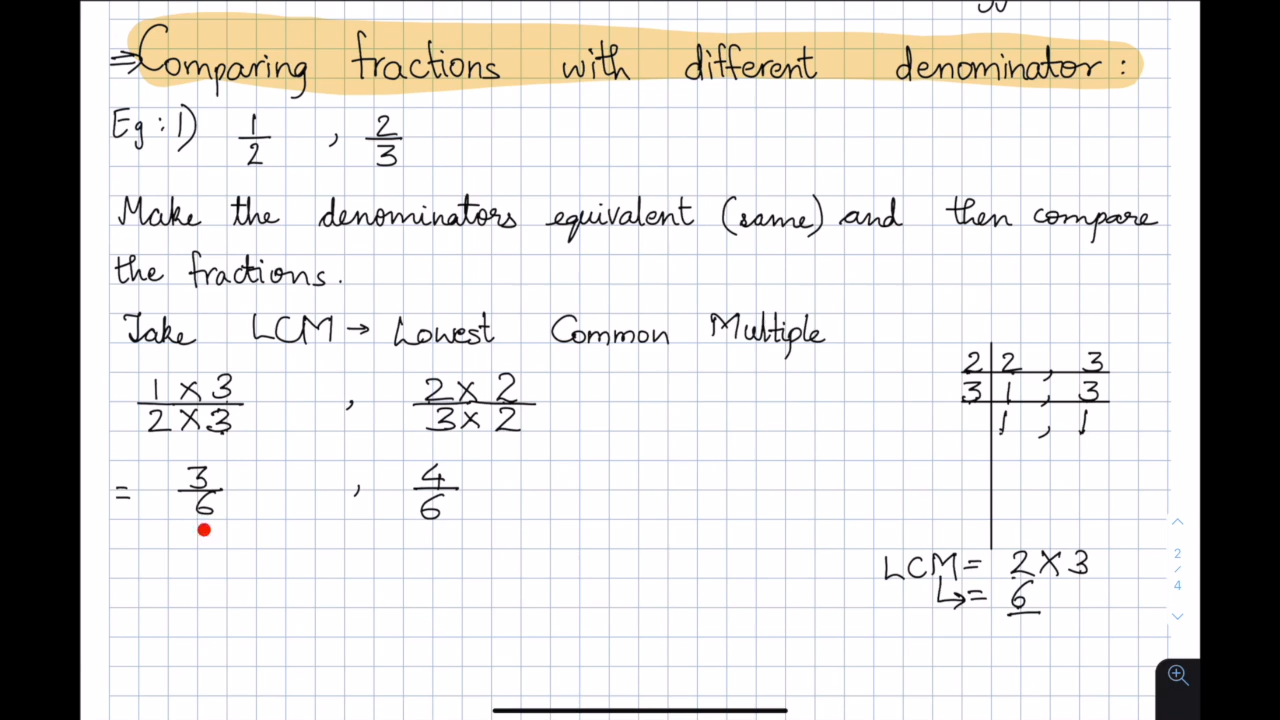 ⇒ Comparing fractions with different denominator :
Eg : 1) 1/2 , 2/3
Make the denominators equivalent (same) and then compare
the fractions.
Take LCM → Lowest Common Multiple
1 × 3 / 2 × 3 , 2 × 2 / 3 × 2
= 3/6 , 4/6
2 | 2 , 3
3 | 1 , 3
1 , 1
LCM = 2 × 3
↳ = 6
2
/
4